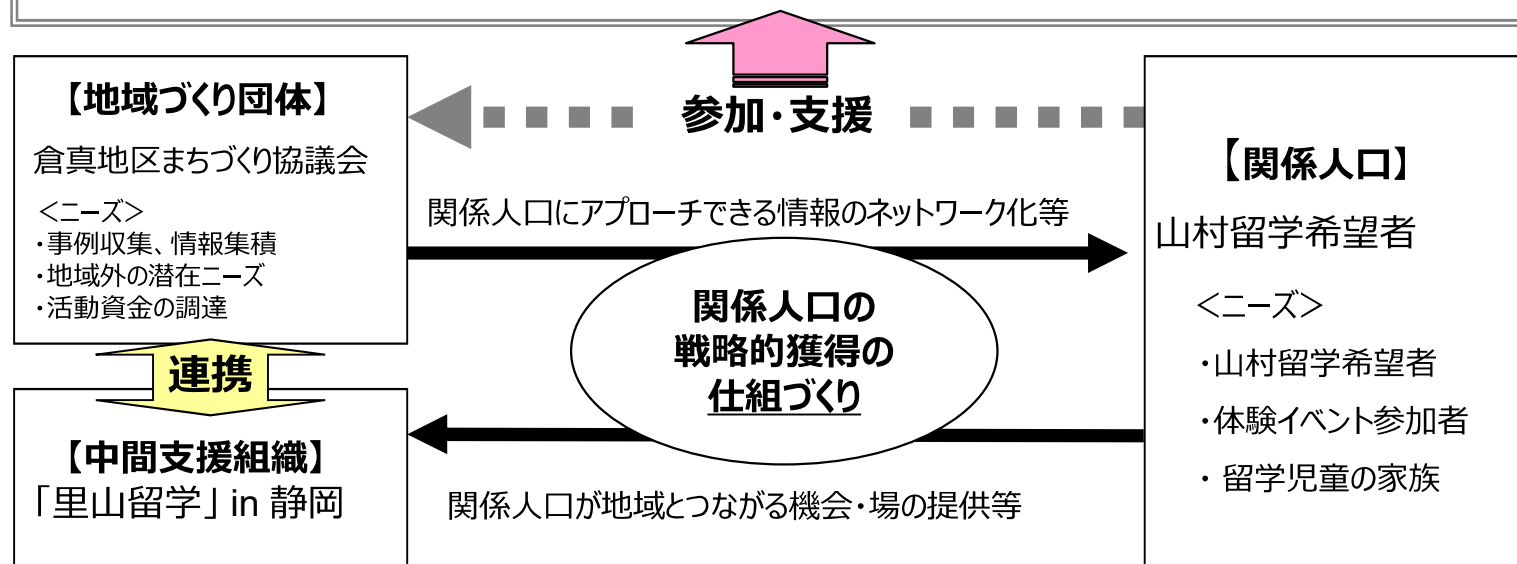 【地域づくり団体】
倉真地区まちづくり協議会
＜ニーズ＞
・事例収集、情報集積
・地域外の潜在ニーズ
・活動資金の調達
連携
【中間支援組織】
「里山留学」in 静岡
参加・支援
関係人口にアプローチできる情報のネットワーク化等
関係人口の
戦略的獲得の
仕組づくり
関係人口が地域とつながる機会・場の提供等
【関係人口】
山村留学希望者
＜ニーズ＞
・山村留学希望者
・体験イベント参加者
・ 留学児童の家族